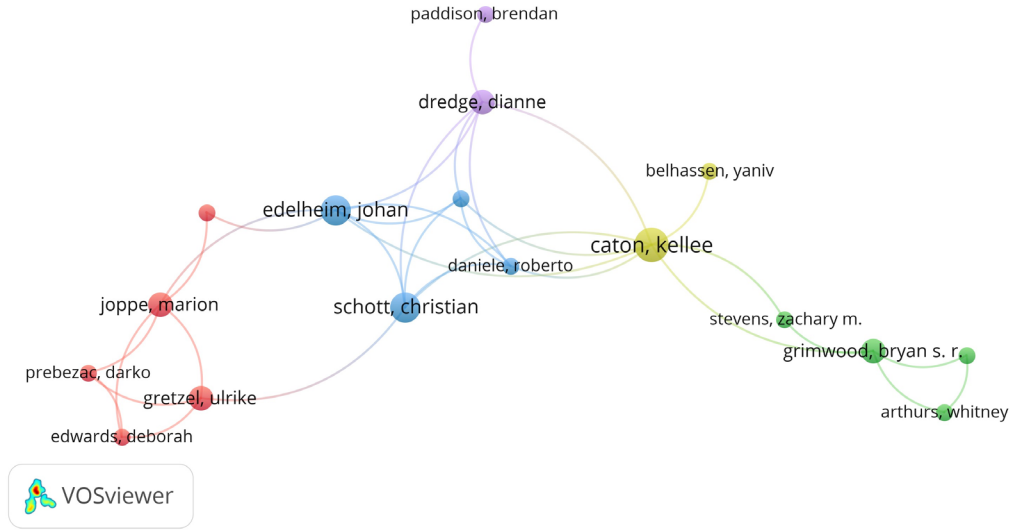 paddison, brendan
dredge, dianne
belhassen, yaniv
edelheim, johan
caton, kellee
daniele, roberto
joppe, marion
schott, christian
stevens, zachary m.
grimwood, bryan s. r.
prebezac, darko
gretzel, ulrike
arthurs, whitney
edwards, deborah
VOSviewer